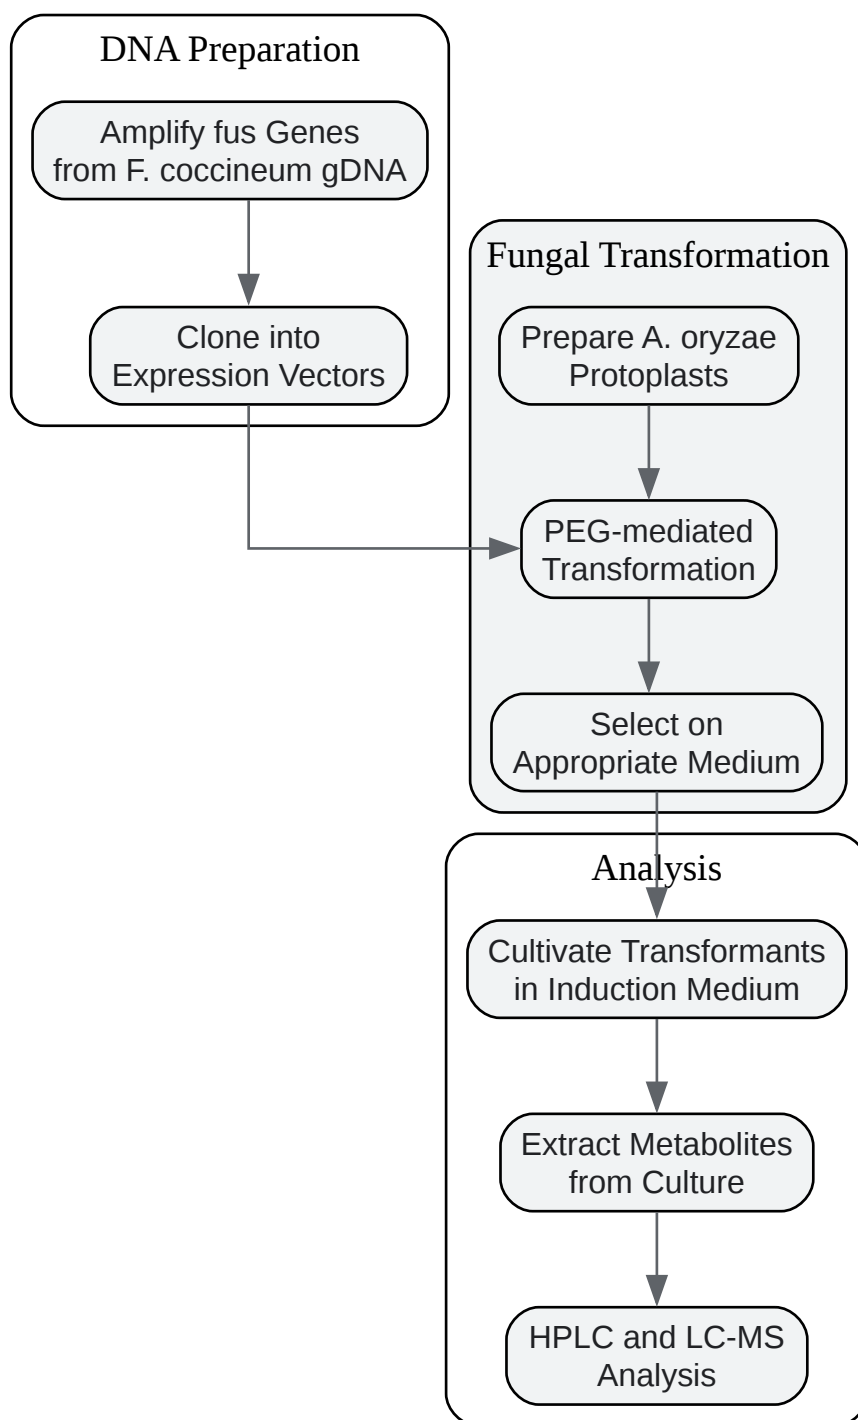 DNA Preparation
Amplify fus Genes
from F. coccineum gDNA
Clone into
Expression Vectors
Fungal Transformation
Prepare A. oryzae
Protoplasts
PEG-mediated
Transformation
Select on
Appropriate Medium
Analysis
Cultivate Transformants
in Induction Medium
Extract Metabolites
from Culture
HPLC and LC-MS
Analysis